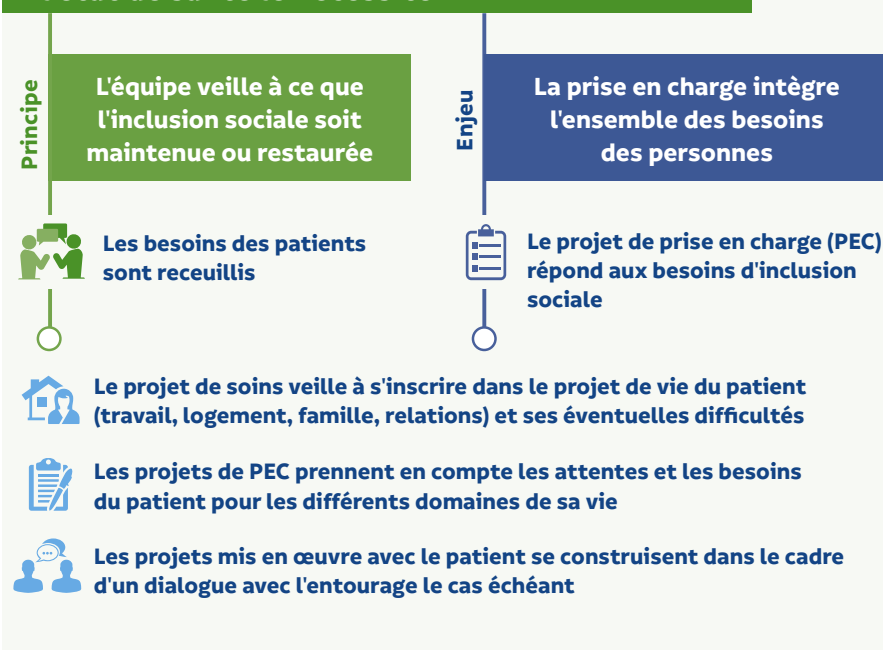 Principe
L'équipe veille à ce que
l'inclusion sociale soit
maintenue ou restaurée
Les besoins des patients
sont receuillis
Enjeu
La prise en charge intègre
l'ensemble des besoins
des personnes
Le projet de prise en charge (PEC)
répond aux besoins d'inclusion
sociale
Le projet de soins veille à s'inscrire dans le projet de vie du patient
(travail, logement, famille, relations) et ses éventuelles difficultés
Les projets de PEC prennent en compte les attentes et les besoins
du patient pour les différents domaines de sa vie
Les projets mis en œuvre avec le patient se construisent dans le cadre
d'un dialogue avec l'entourage le cas échéant